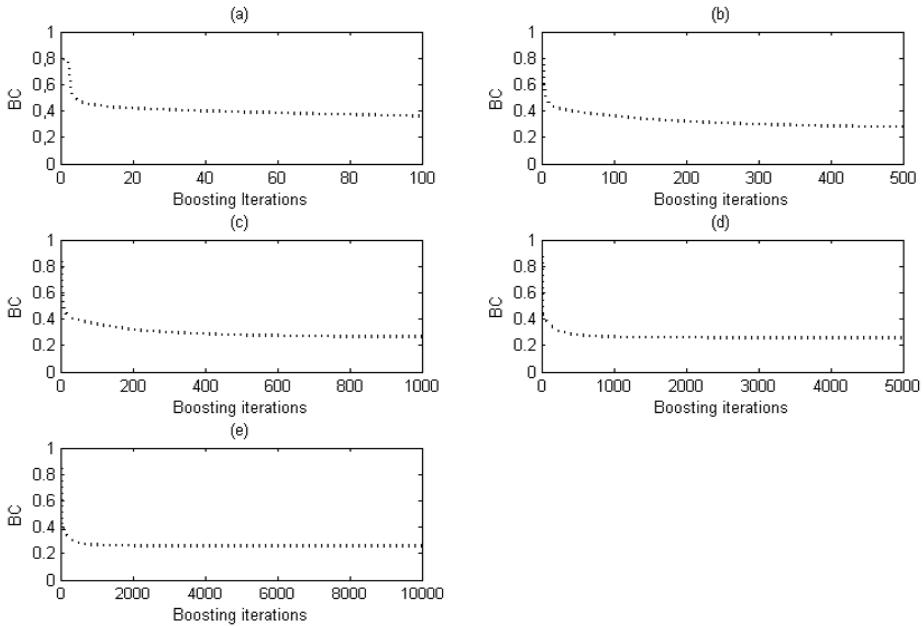 (a)
1
0,8
0,6
0.4
0,2
0
BC
0 20 40 60 80 100
Boosting Iterations
(b)
1
0.8
0.6
0.4
0.2
0
BC
0 100 200 300 400 500
Boosting iterations
(c)
1
0.8
0.6
0.4
0.2
0
BC
0 200 400 600 800 1000
Boosting iterations
(d)
1
0.8
0.6
0.4
0.2
0
BC
0 1000 2000 3000 4000 5000
Boosting iterations
(e)
1
0.8
0.6
0.4
0.2
0
BC
0 2000 4000 6000 8000 10000
Boosting iterations